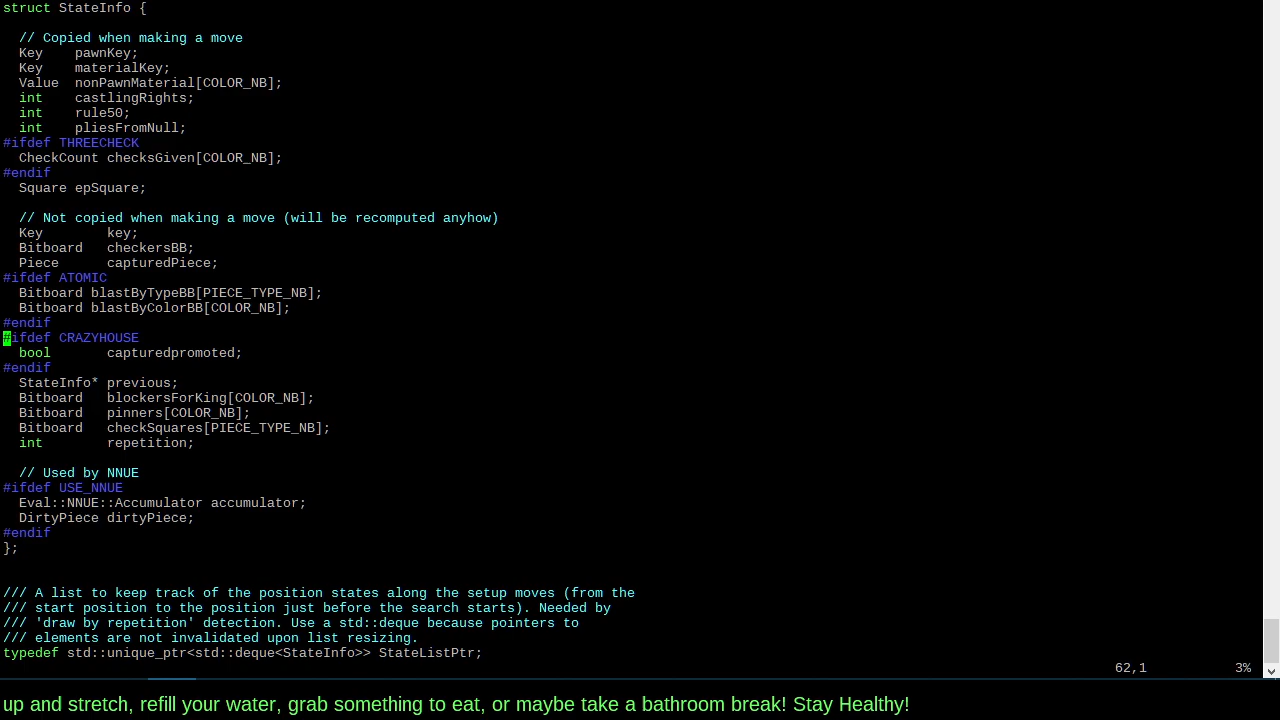 struct StateInfo {
  // Copied when making a move
  Key    pawnKey;
  Key    materialKey;
  Value  nonPawnMaterial[COLOR_NB];
  int    castlingRights;
  int    rule50;
  int    pliesFromNull;
#ifdef THREECHECK
  CheckCount checksGiven[COLOR_NB];
#endif
  Square epSquare;
  // Not copied when making a move (will be recomputed anyhow)
  Key        key;
  Bitboard   checkersBB;
  Piece      capturedPiece;
#ifdef ATOMIC
  Bitboard blastByTypeBB[PIECE_TYPE_NB];
  Bitboard blastByColorBB[COLOR_NB];
#endif
#ifdef CRAZYHOUSE
  bool       capturedpromoted;
#endif
  StateInfo* previous;
  Bitboard   blockersForKing[COLOR_NB];
  Bitboard   pinners[COLOR_NB];
  Bitboard   checkSquares[PIECE_TYPE_NB];
  int        repetition;
  // Used by NNUE
#ifdef USE_NNUE
  Eval::NNUE::Accumulator accumulator;
  DirtyPiece dirtyPiece;
#endif
};
/// A list to keep track of the position states along the setup moves (from the
/// start position to the position just before the search starts). Needed by
/// 'draw by repetition' detection. Use a std::deque because pointers to
/// elements are not invalidated upon list resizing.
typedef std::unique_ptr<std::deque<StateInfo>> StateListPtr;
62,1           3%
up and stretch, refill your water, grab something to eat, or maybe take a bathroom break! Stay Healthy!